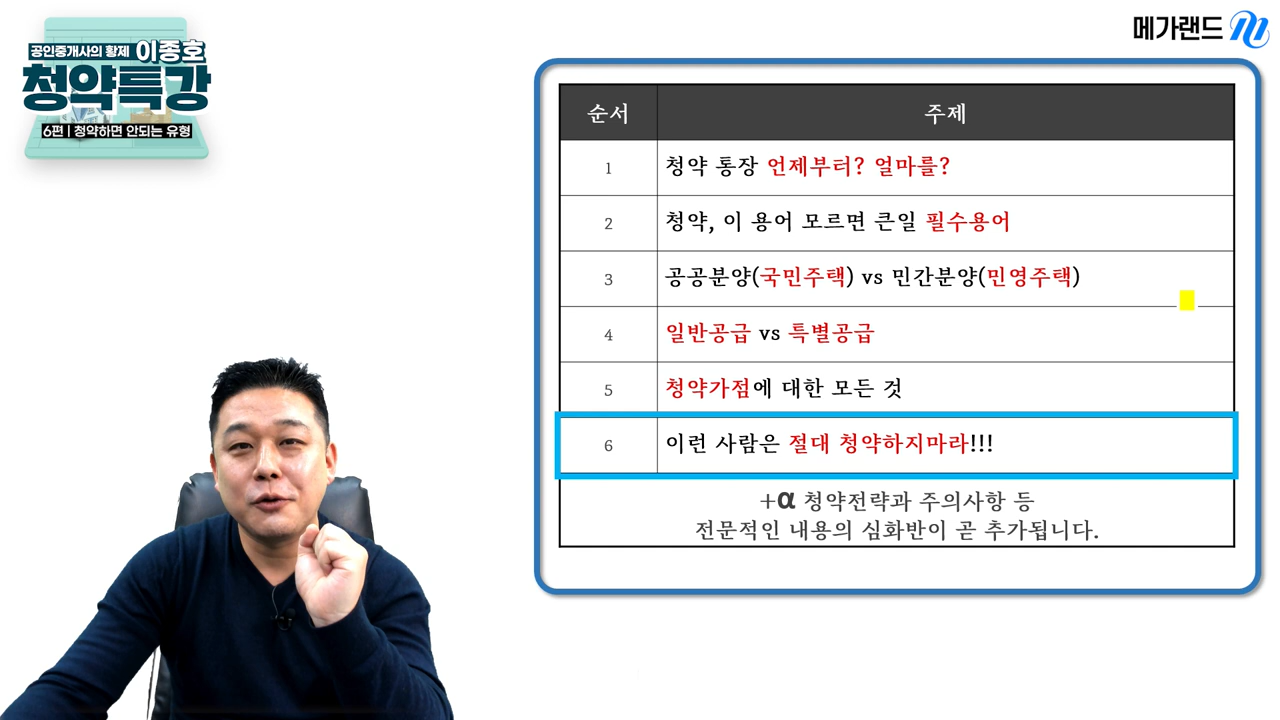 공인중개사의 황제 이종호
청약특강
6편 | 청약하면 안되는 유형
메가랜드
순서 주제
1 청약 통장 언제부터? 얼마를?
2 청약, 이 용어 모르면 큰일 필수용어
3 공공분양(국민주택) vs 민간분양(민영주택)
4 일반공급 vs 특별공급
5 청약가점에 대한 모든 것
6 이런 사람은 절대 청약하지마라!!!
+α 청약전략과 주의사항 등
전문적인 내용의 심화반이 곧 추가됩니다.